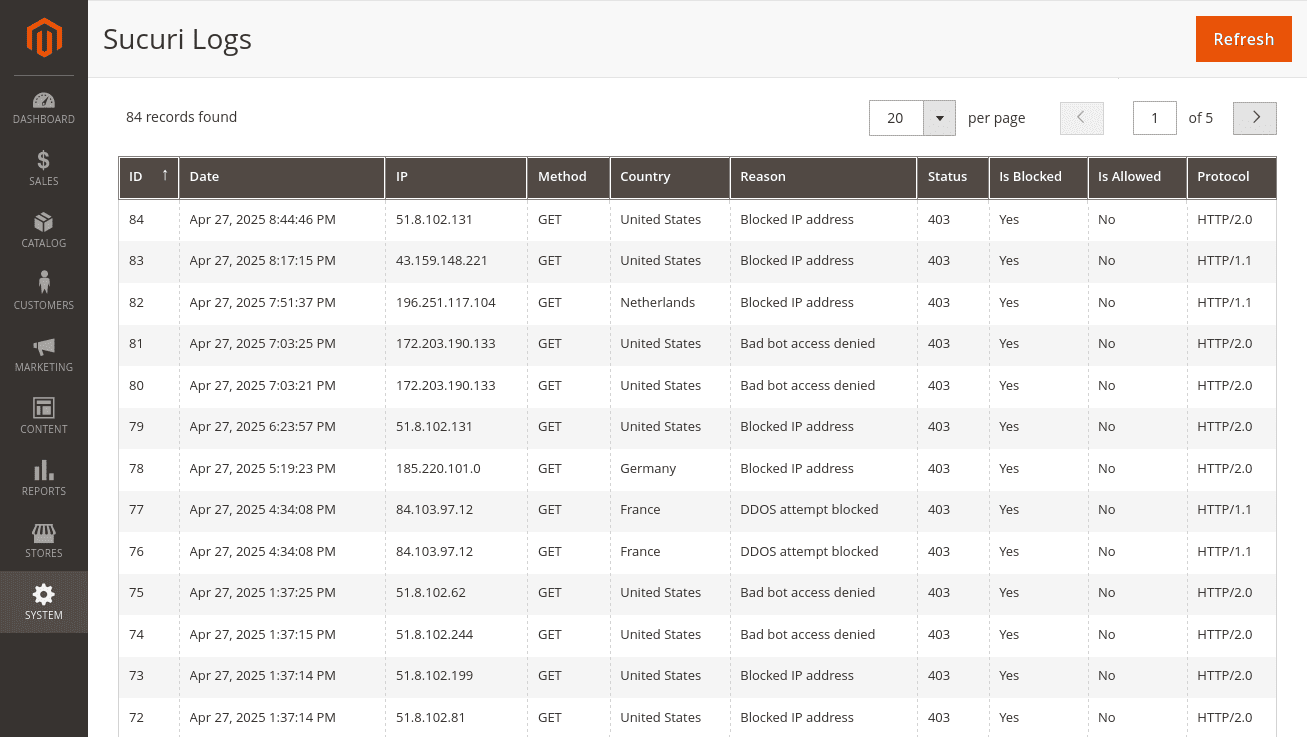 Sucuri Logs
Refresh
DASHBOARD
SALES
CATALOG
CUSTOMERS
MARKETING
CONTENT
REPORTS
STORES
SYSTEM
84 records found
20 per page 1 of 5
ID ↑ Date IP Method Country Reason Status Is Blocked Is Allowed Protocol
84 Apr 27, 2025 8:44:46 PM 51.8.102.131 GET United States Blocked IP address 403 Yes No HTTP/2.0
83 Apr 27, 2025 8:17:15 PM 43.159.148.221 GET United States Blocked IP address 403 Yes No HTTP/1.1
82 Apr 27, 2025 7:51:37 PM 196.251.117.104 GET Netherlands Blocked IP address 403 Yes No HTTP/1.1
81 Apr 27, 2025 7:03:25 PM 172.203.190.133 GET United States Bad bot access denied 403 Yes No HTTP/2.0
80 Apr 27, 2025 7:03:21 PM 172.203.190.133 GET United States Bad bot access denied 403 Yes No HTTP/2.0
79 Apr 27, 2025 6:23:57 PM 51.8.102.131 GET United States Blocked IP address 403 Yes No HTTP/2.0
78 Apr 27, 2025 5:19:23 PM 185.220.101.0 GET Germany Blocked IP address 403 Yes No HTTP/2.0
77 Apr 27, 2025 4:34:08 PM 84.103.97.12 GET France DDOS attempt blocked 403 Yes No HTTP/1.1
76 Apr 27, 2025 4:34:08 PM 84.103.97.12 GET France DDOS attempt blocked 403 Yes No HTTP/1.1
75 Apr 27, 2025 1:37:25 PM 51.8.102.62 GET United States Bad bot access denied 403 Yes No HTTP/2.0
74 Apr 27, 2025 1:37:15 PM 51.8.102.244 GET United States Bad bot access denied 403 Yes No HTTP/2.0
73 Apr 27, 2025 1:37:14 PM 51.8.102.199 GET United States Blocked IP address 403 Yes No HTTP/2.0
72 Apr 27, 2025 1:37:14 PM 51.8.102.81 GET United States Blocked IP address 403 Yes No HTTP/2.0